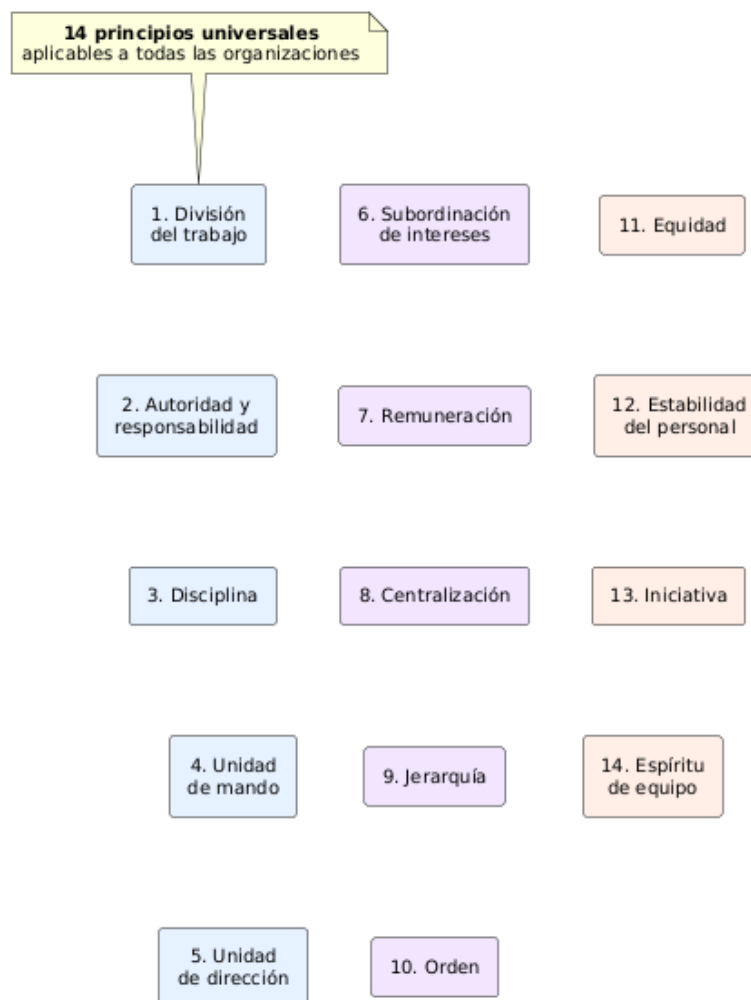 14 principios universales
aplicables a todas las organizaciones
1. División
del trabajo
6. Subordinación
de intereses
11. Equidad
2. Autoridad y
responsabilidad
7. Remuneración
12. Estabilidad
del personal
3. Disciplina
8. Centralización
13. Iniciativa
4. Unidad
de mando
9. Jerarquía
14. Espíritu
de equipo
5. Unidad
de dirección
10. Orden